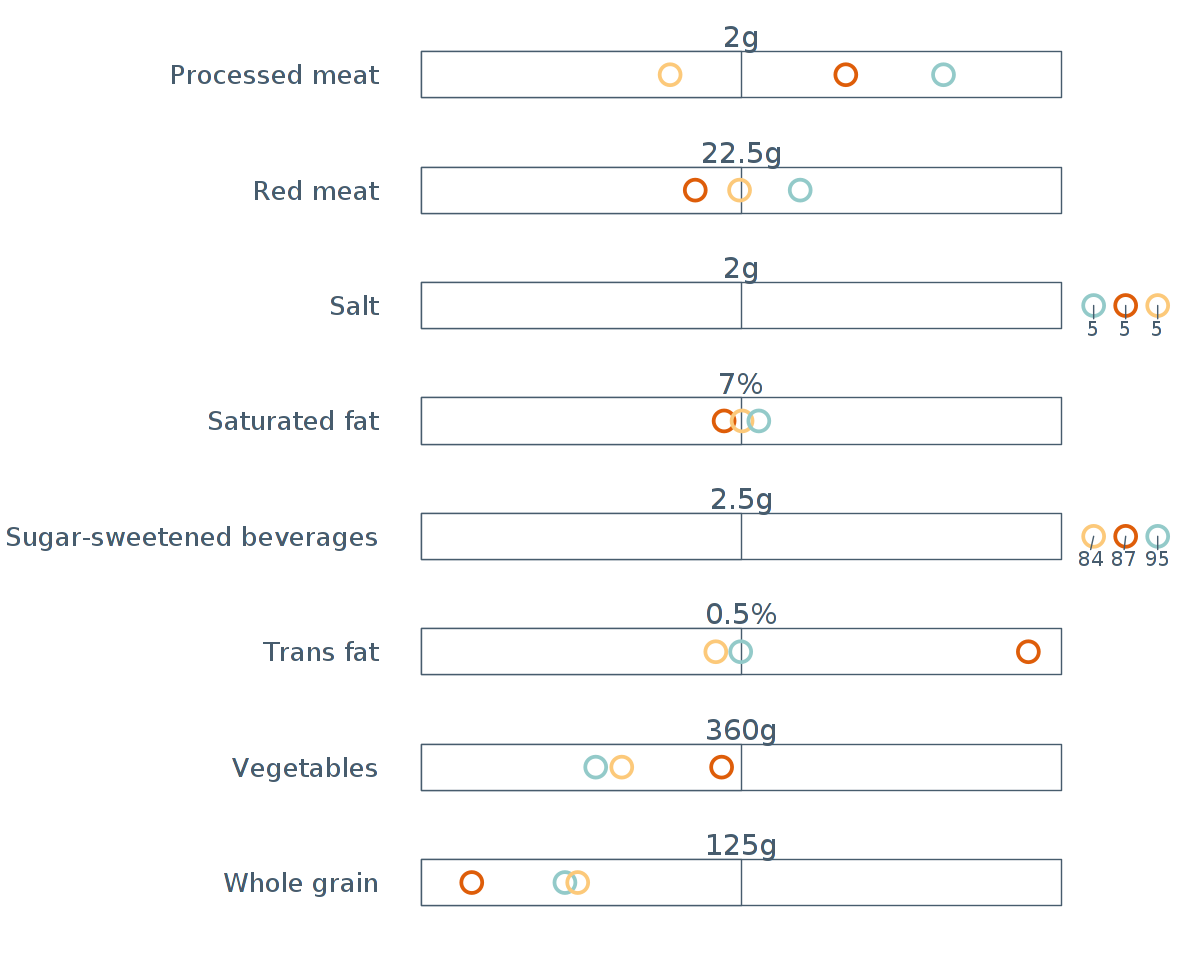 2g
Processed meat
22.5g
Red meat
2g
Salt
5 5 5
7%
Saturated fat
2.5g
Sugar-sweetened beverages
84 87 95
0.5%
Trans fat
360g
Vegetables
125g
Whole grain